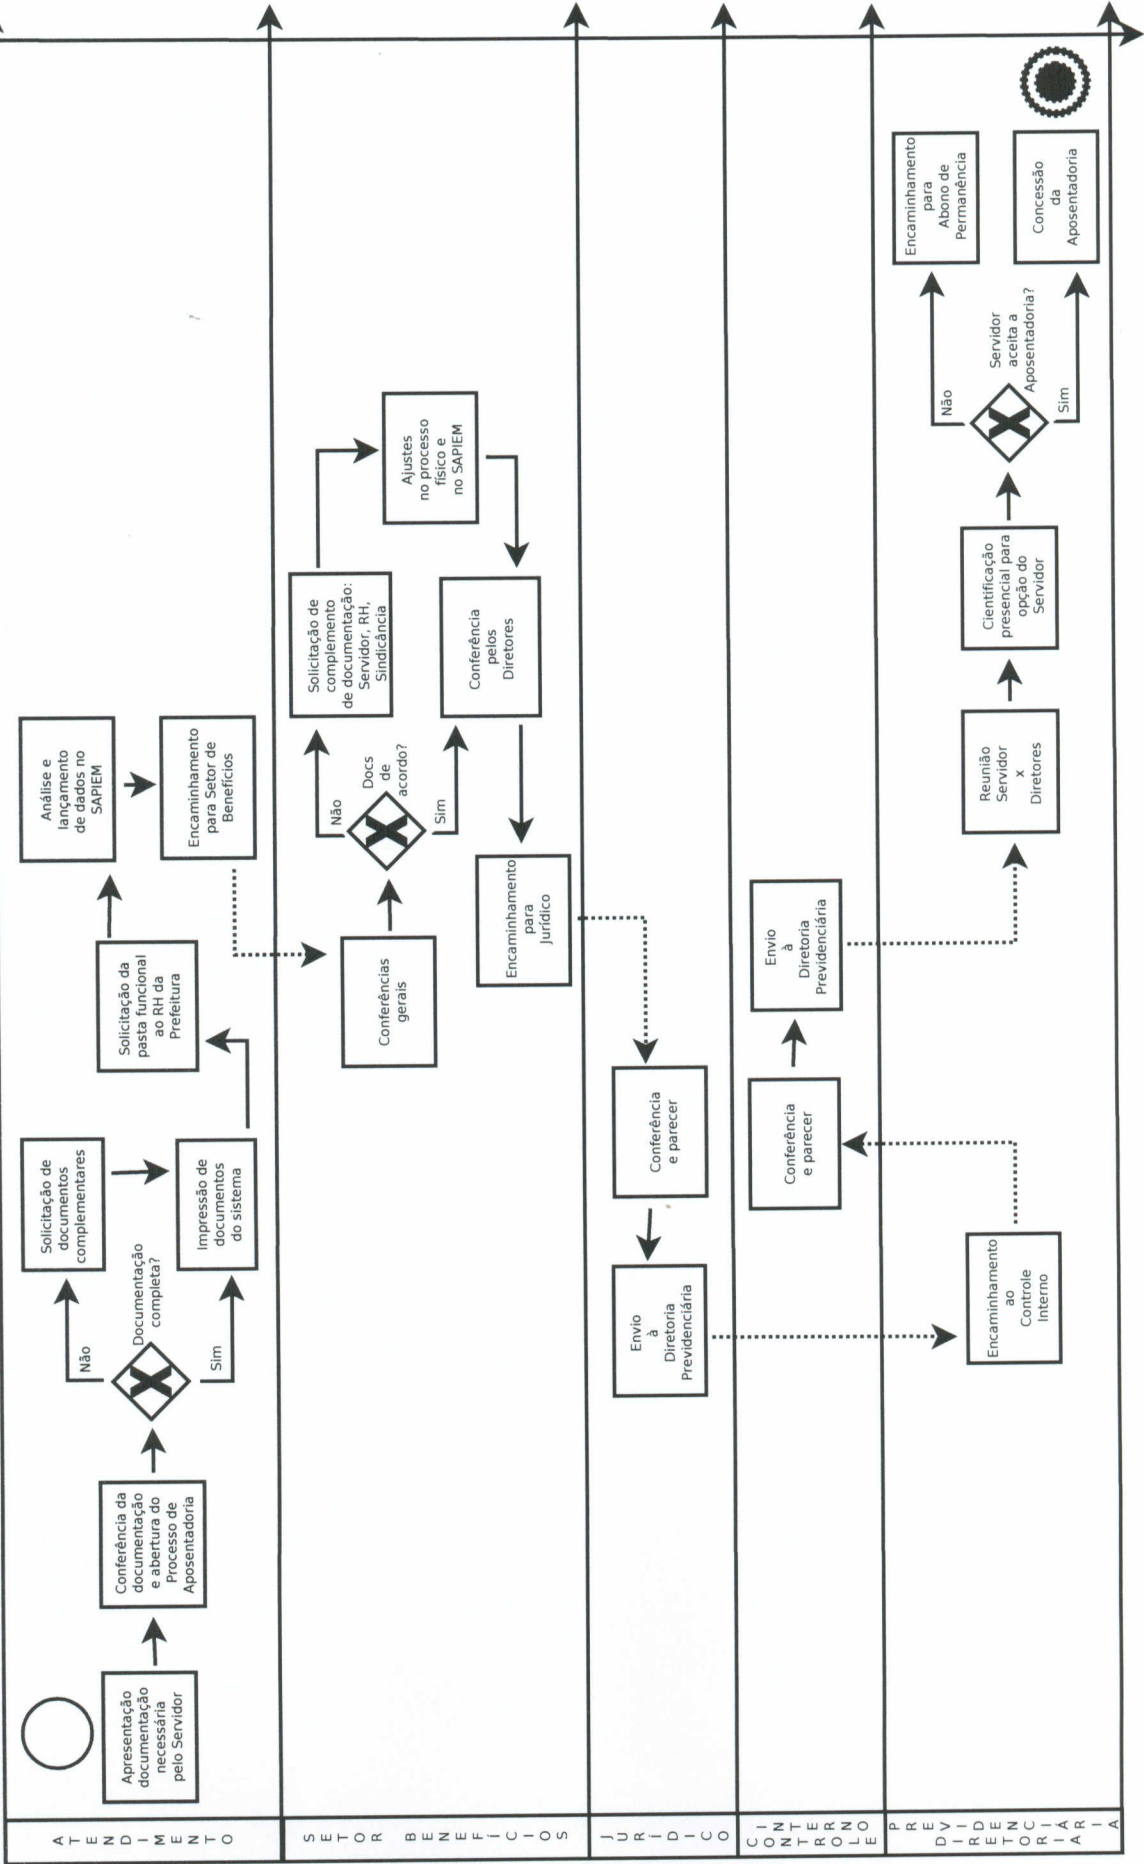 ATENDIMENTO
Apresentação
documentação
necessária
pelo Servidor
Conferência da
documentação
e abertura do
Processo de
Aposentadoria
X
Documentação
completa?
Não
Sim
Solicitação de
documentos
complementares
Impressão de
documentos
do sistema
Solicitação da
pasta funcional
ao RH da
Prefeitura
Análise e
lançamento
de dados no
SAPIEM
Encaminhamento
para Setor de
Benefícios
SETOR BENEFÍCIOS
Conferências
gerais
X
Docs
de
acordo?
Não
Sim
Solicitação de
complemento
de documentação:
Servidor, RH,
Sindicância
Ajustes
no processo
físico e
no SAPIEM
Conferência
pelos
Diretores
Encaminhamento
para
Jurídico
JURÍDICO
Conferência
e parecer
Envio
à
Diretoria
Previdenciária
CONTROLE
INTERNO
Conferência
e parecer
Envio
à
Diretoria
Previdenciária
DIRETORIA
PREVIDENCIÁRIA
Encaminhamento
ao
Controle
Interno
Reunião
Servidor
x
Diretores
Cientificação
presencial para
opção do
Servidor
X
Servidor
aceita a
Aposentadoria?
Não
Sim
Encaminhamento
para
Abono de
Permanência
Concessão
da
Aposentadoria